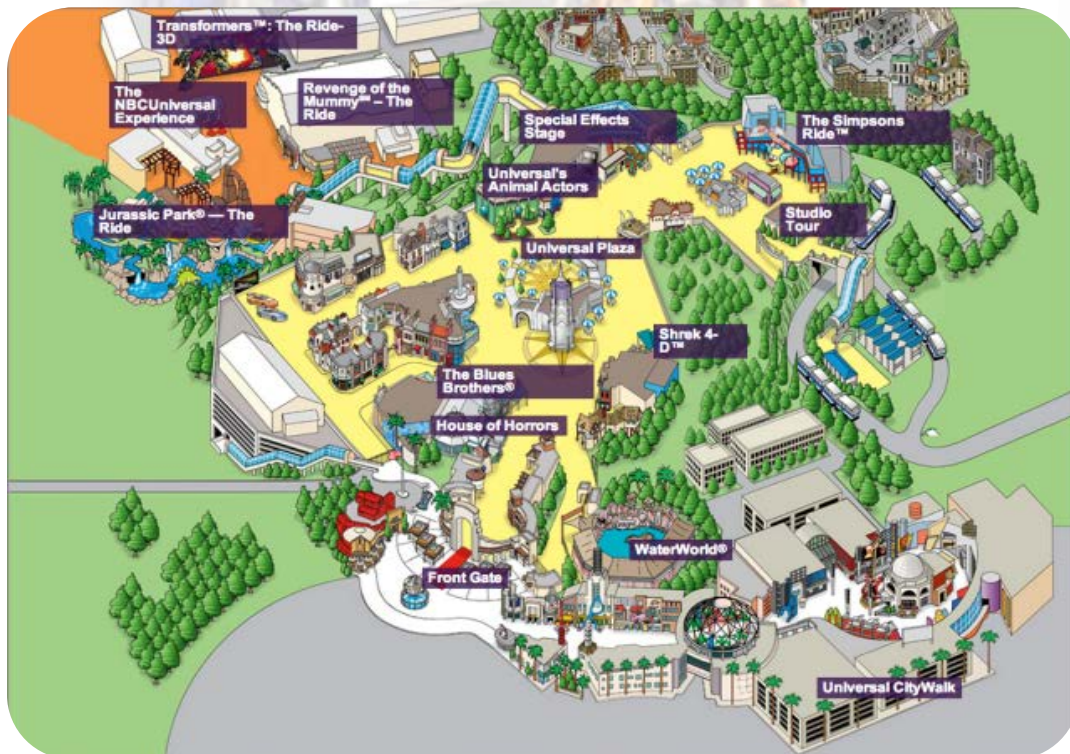 Transformers™: The Ride-
3D
The
NBCUniversal
Experience
Revenge of the
Mummy℠ – The
Ride
Special Effects
Stage
The Simpsons
Ride™
Universal's
Animal Actors
Jurassic Park® — The
Ride
Studio
Tour
Universal Plaza
Shrek 4-
D™
The Blues
Brothers®
House of Horrors
WaterWorld®
Front Gate
Universal CityWalk